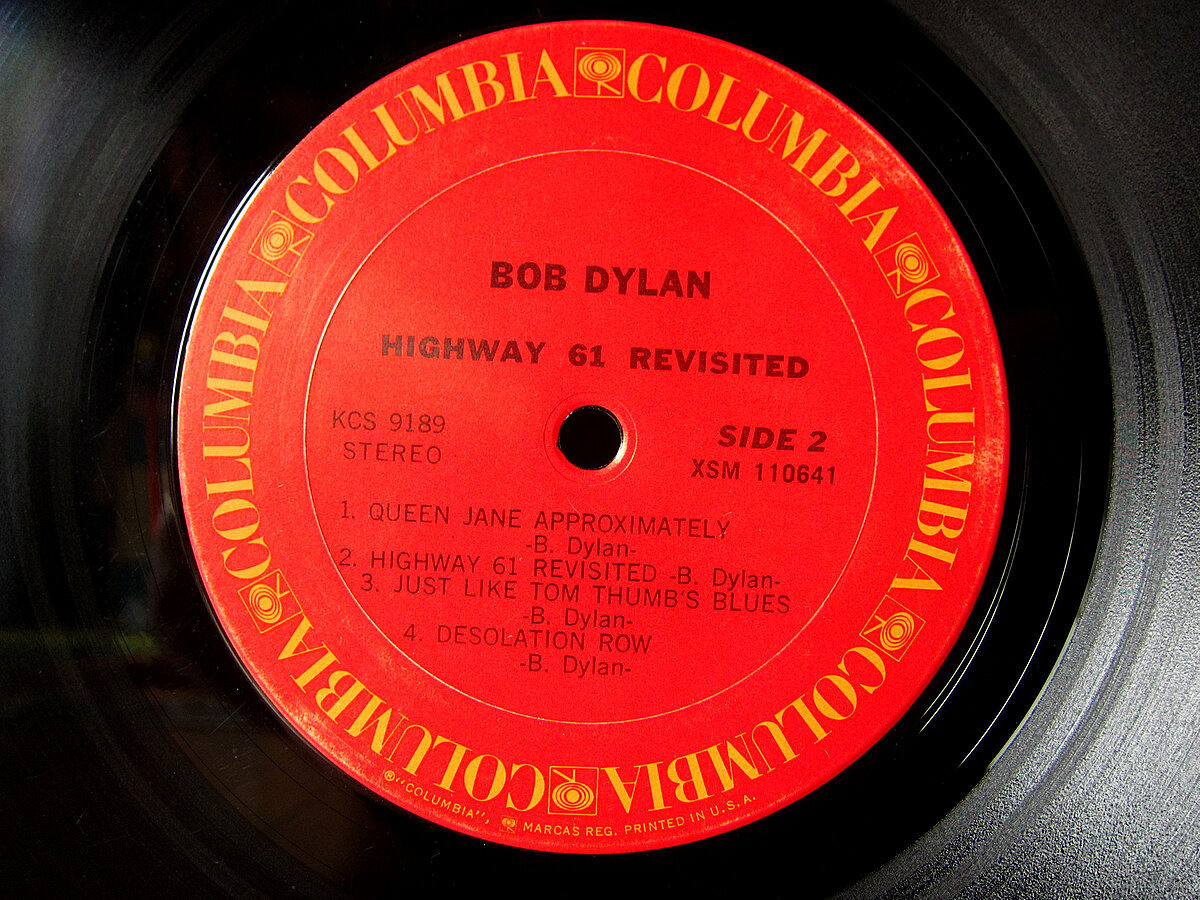 COLUMBIA COLUMBIA COLUMBIA COLUMBIA COLUMBIA COLUMBIA
BOB DYLAN
HIGHWAY 61 REVISITED
KCS 9189
STEREO
SIDE 2
XSM 110641
1. QUEEN JANE APPROXIMATELY
-B. Dylan-
2. HIGHWAY 61 REVISITED -B. Dylan-
3. JUST LIKE TOM THUMB'S BLUES
-B. Dylan-
4. DESOLATION ROW
-B. Dylan-
®"COLUMBIA", MARCAS REG. PRINTED IN U.S.A.